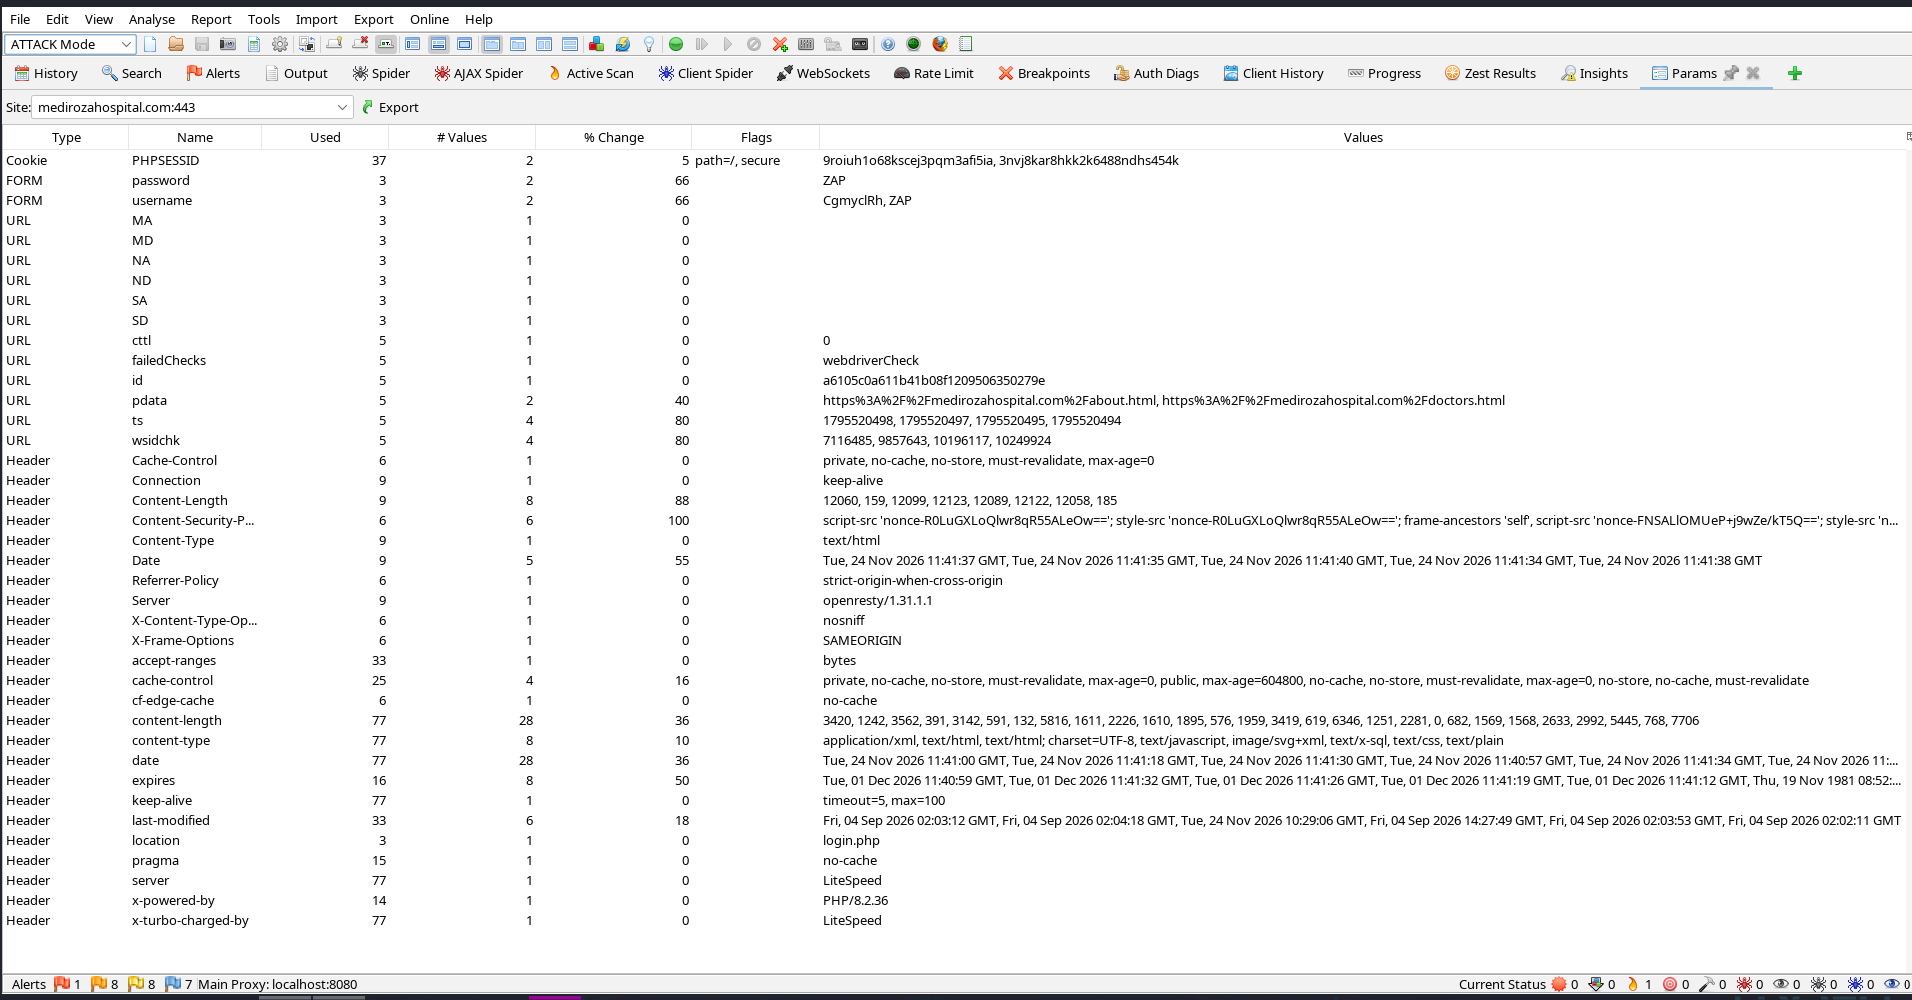 File Edit View Analyse Report Tools Import Export Online Help
ATTACK Mode
History Search Alerts Output Spider AJAX Spider Active Scan Client Spider WebSockets Rate Limit Breakpoints Auth Diags Client History Progress Zest Results Insights Params
Site: medirozahospital.com:443 Export
Type Name Used # Values % Change Flags Values
Cookie PHPSESSID 37 2 5 path=/, secure 9roiuh1o68kscej3pqm3afi5ia, 3nvj8kar8hkk2k6488ndhs454k
FORM password 3 2 66 ZAP
FORM username 3 2 66 CgmyclRh, ZAP
URL MA 3 1 0
URL MD 3 1 0
URL NA 3 1 0
URL ND 3 1 0
URL SA 3 1 0
URL SD 3 1 0
URL cttl 5 1 0 0
URL failedChecks 5 1 0 webdriverCheck
URL id 5 1 0 a6105c0a611b41b08f1209506350279e
URL pdata 5 2 40 https%3A%2F%2Fmedirozahospital.com%2Fabout.html, https%3A%2F%2Fmedirozahospital.com%2Fdoctors.html
URL ts 5 4 80 1795520498, 1795520497, 1795520495, 1795520494
URL wsidchk 5 4 80 7116485, 9857643, 10196117, 10249924
Header Cache-Control 6 1 0 private, no-cache, no-store, must-revalidate, max-age=0
Header Connection 9 1 0 keep-alive
Header Content-Length 9 8 88 12060, 159, 12099, 12123, 12089, 12122, 12058, 185
Header Content-Security-P... 6 6 100 script-src 'nonce-R0LuGXLoQlwr8qR55ALeOw=='; style-src 'nonce-R0LuGXLoQlwr8qR55ALeOw=='; frame-ancestors 'self', script-src 'nonce-FNSALlOMUeP+j9wZe/kT5Q=='; style-src 'n...
Header Content-Type 9 1 0 text/html
Header Date 9 5 55 Tue, 24 Nov 2026 11:41:37 GMT, Tue, 24 Nov 2026 11:41:35 GMT, Tue, 24 Nov 2026 11:41:40 GMT, Tue, 24 Nov 2026 11:41:34 GMT, Tue, 24 Nov 2026 11:41:38 GMT
Header Referrer-Policy 6 1 0 strict-origin-when-cross-origin
Header Server 9 1 0 openresty/1.31.1.1
Header X-Content-Type-Op... 6 1 0 nosniff
Header X-Frame-Options 6 1 0 SAMEORIGIN
Header accept-ranges 33 1 0 bytes
Header cache-control 25 4 16 private, no-cache, no-store, must-revalidate, max-age=0, public, max-age=604800, no-cache, no-store, must-revalidate, max-age=0, no-store, no-cache, must-revalidate
Header cf-edge-cache 6 1 0 no-cache
Header content-length 77 28 36 3420, 1242, 3562, 391, 3142, 591, 132, 5816, 1611, 2226, 1610, 1895, 576, 1959, 3419, 619, 6346, 1251, 2281, 0, 682, 1569, 1568, 2633, 2992, 5445, 768, 7706
Header content-type 77 8 10 application/xml, text/html, text/html; charset=UTF-8, text/javascript, image/svg+xml, text/x-sql, text/css, text/plain
Header date 77 28 36 Tue, 24 Nov 2026 11:41:00 GMT, Tue, 24 Nov 2026 11:41:18 GMT, Tue, 24 Nov 2026 11:41:30 GMT, Tue, 24 Nov 2026 11:40:57 GMT, Tue, 24 Nov 2026 11:41:34 GMT, Tue, 24 Nov 2026 11:...
Header expires 16 8 50 Tue, 01 Dec 2026 11:40:59 GMT, Tue, 01 Dec 2026 11:41:32 GMT, Tue, 01 Dec 2026 11:41:26 GMT, Tue, 01 Dec 2026 11:41:19 GMT, Tue, 01 Dec 2026 11:41:12 GMT, Thu, 19 Nov 1981 08:52:...
Header keep-alive 77 1 0 timeout=5, max=100
Header last-modified 33 6 18 Fri, 04 Sep 2026 02:03:12 GMT, Fri, 04 Sep 2026 02:04:18 GMT, Tue, 24 Nov 2026 10:29:06 GMT, Fri, 04 Sep 2026 14:27:49 GMT, Fri, 04 Sep 2026 02:03:53 GMT, Fri, 04 Sep 2026 02:02:11 GMT
Header location 3 1 0 login.php
Header pragma 15 1 0 no-cache
Header server 77 1 0 LiteSpeed
Header x-powered-by 14 1 0 PHP/8.2.36
Header x-turbo-charged-by 77 1 0 LiteSpeed
Alerts 1 8 8 7 Main Proxy: localhost:8080 Current Status 0 0 1 0 0 0 0 0 0 0